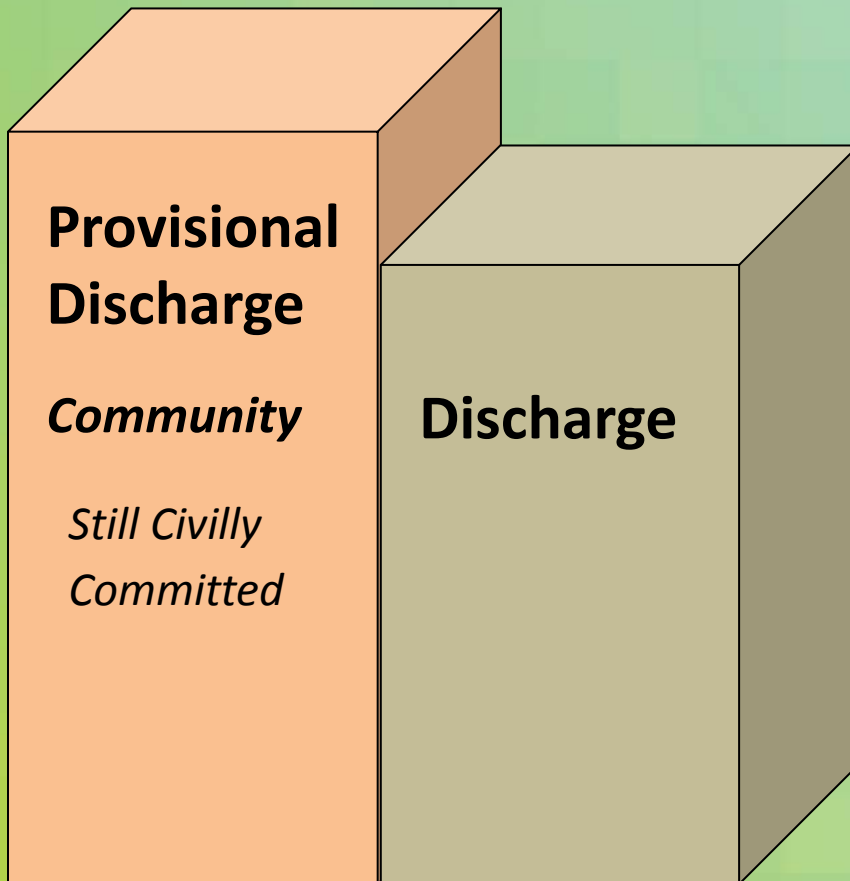 Provisional
Discharge
Community
Still Civilly
Committed
Discharge